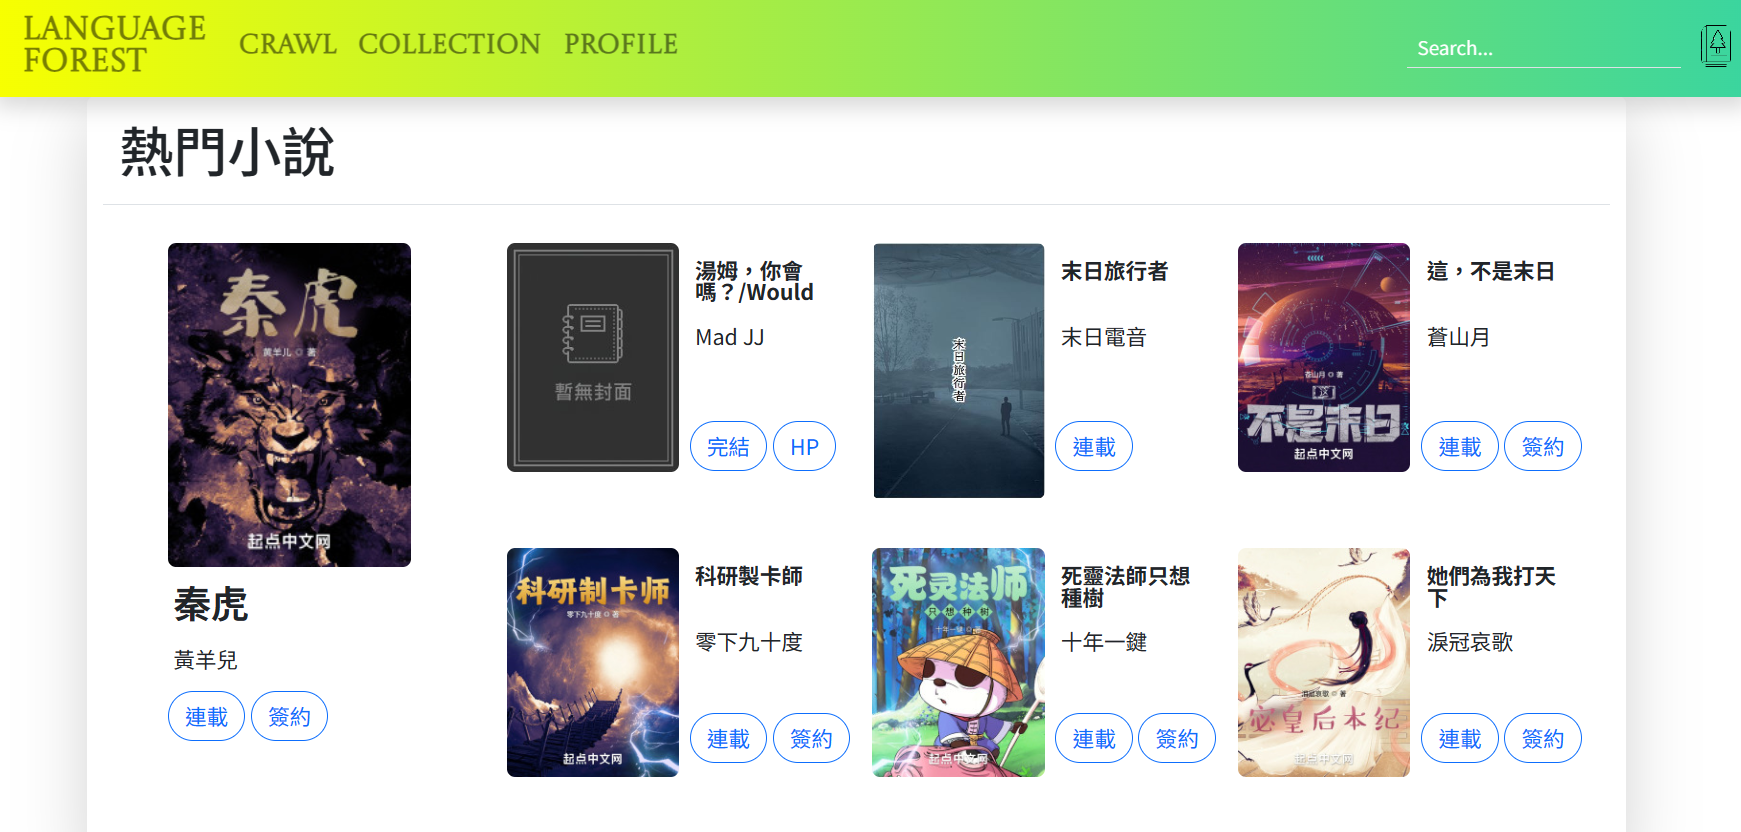 LANGUAGE
FOREST
CRAWL
COLLECTION
PROFILE
Search...
熱門小說
秦虎
黃羊儿 ◎ 著
起点中文网
秦虎
黃羊兒
連載
簽約
暫無封面
湯姆，你會
嗎？/Would
Mad JJ
完結
HP
末日旅行者
末日旅行者
末日電音
連載
苍山月 ◎ 著
这
不是末日
起点中文网
這，不是末日
蒼山月
連載
簽約
科研制卡师
零下九十度 ◎ 著
起点中文网
科研製卡師
零下九十度
連載
簽約
死灵法师
只想种树
十年一键 ◎ 著
起点中文网
死靈法師只想
種樹
十年一鍵
連載
簽約
泪冠哀歌 ◎ 著
宓皇后本纪
起点中文网
她們為我打天
下
淚冠哀歌
連載
簽約